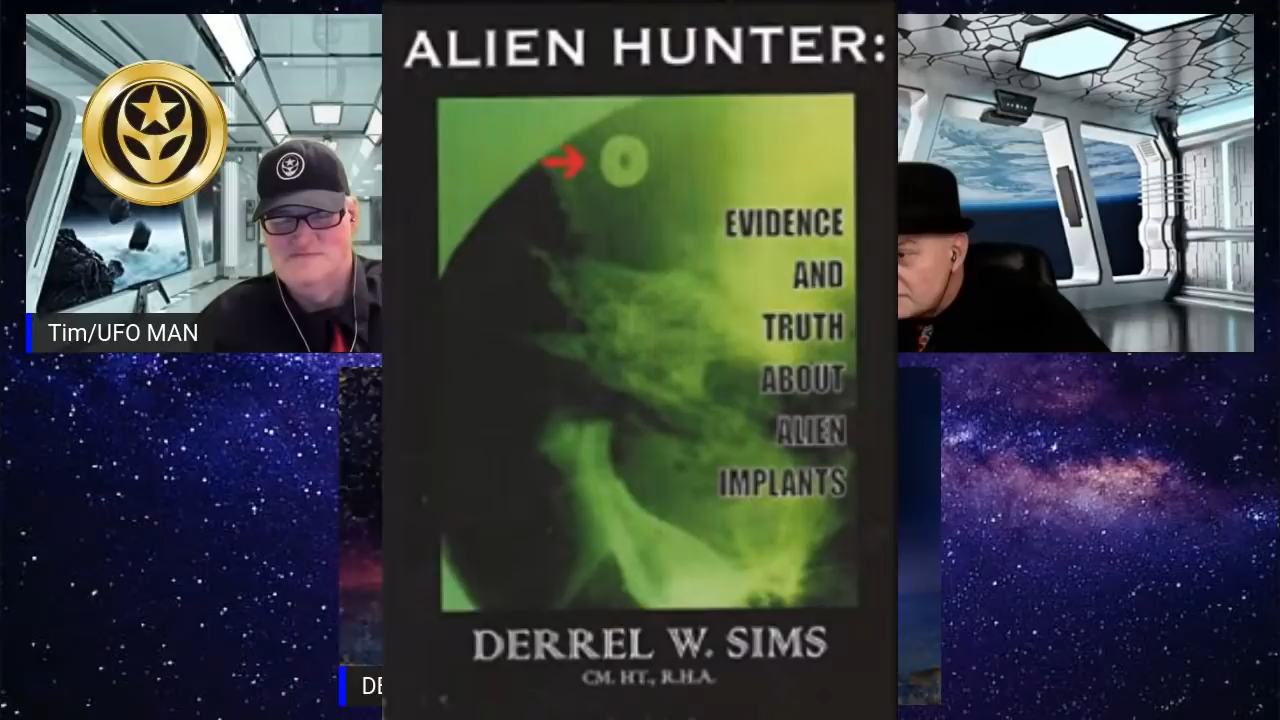 ALIEN HUNTER:
EVIDENCE
AND
TRUTH
ABOUT
ALIEN
IMPLANTS
Tim/UFO MAN
DERREL W. SIMS
CM. HT., R.H.A.
DE